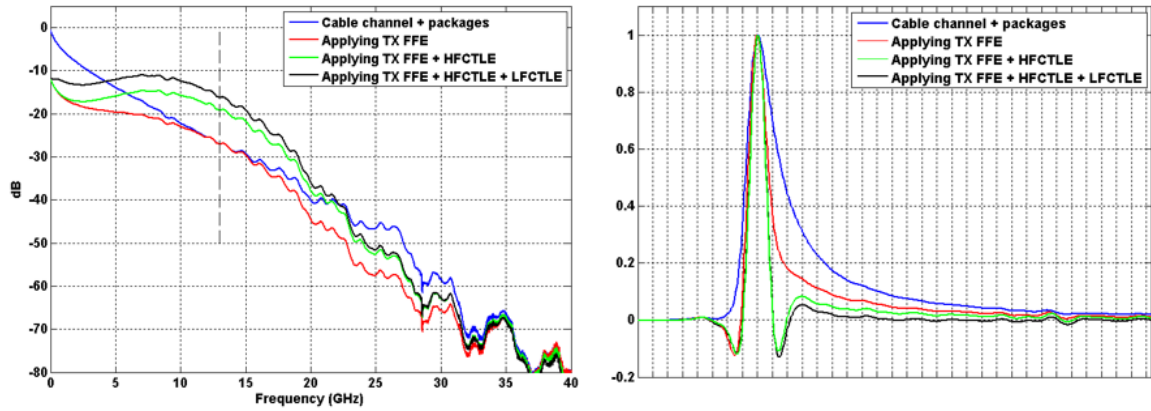 Cable channel + packages
Applying TX FFE
Applying TX FFE + HFCTLE
Applying TX FFE + HFCTLE + LFCTLE
0
-10
-20
-30
-40
-50
-60
-70
-80
dB
0 5 10 15 20 25 30 35 40
Frequency (GHz)
Cable channel + packages
Applying TX FFE
Applying TX FFE + HFCTLE
Applying TX FFE + HFCTLE + LFCTLE
1
0.8
0.6
0.4
0.2
0
-0.2